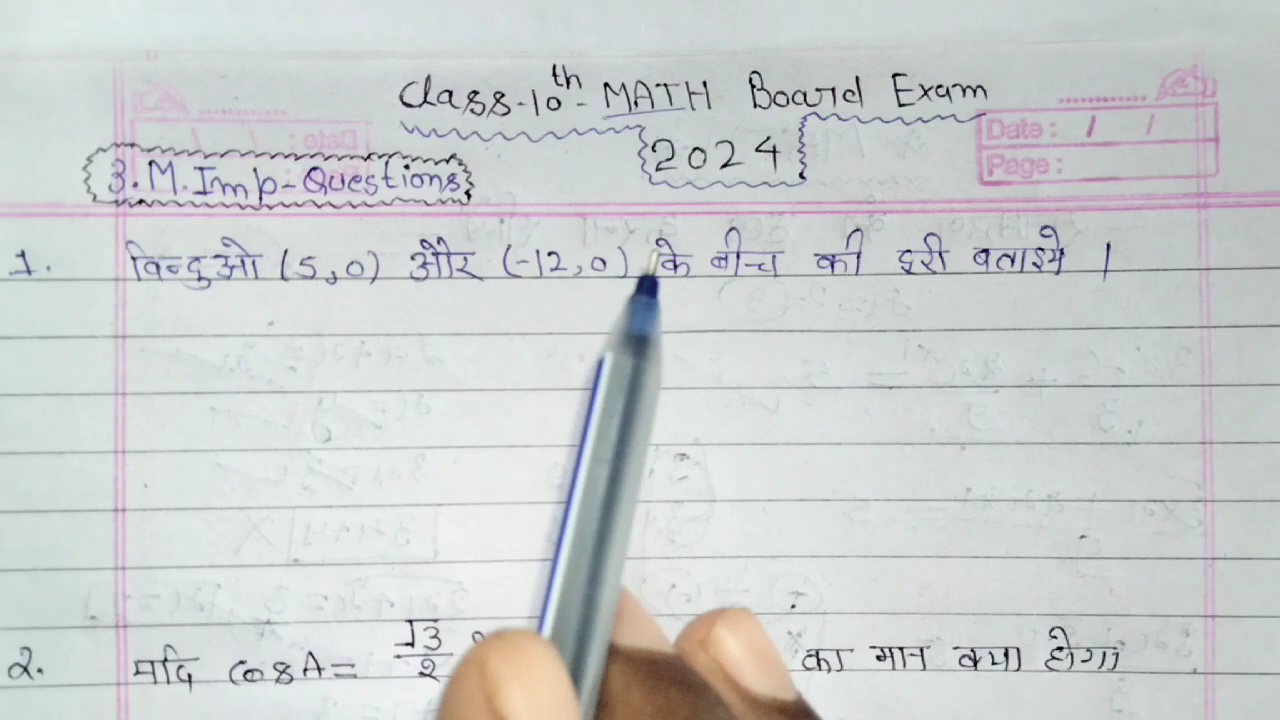 Class-10th-MATH Board Exam
2024
Date: / /
Page:
3.M.Imp-Questions
1. विन्दुओ (5,0) और (-12,0) के बीच की दूरी बताइये ।
2. यदि cosA= √3/2 का मान क्या होगा